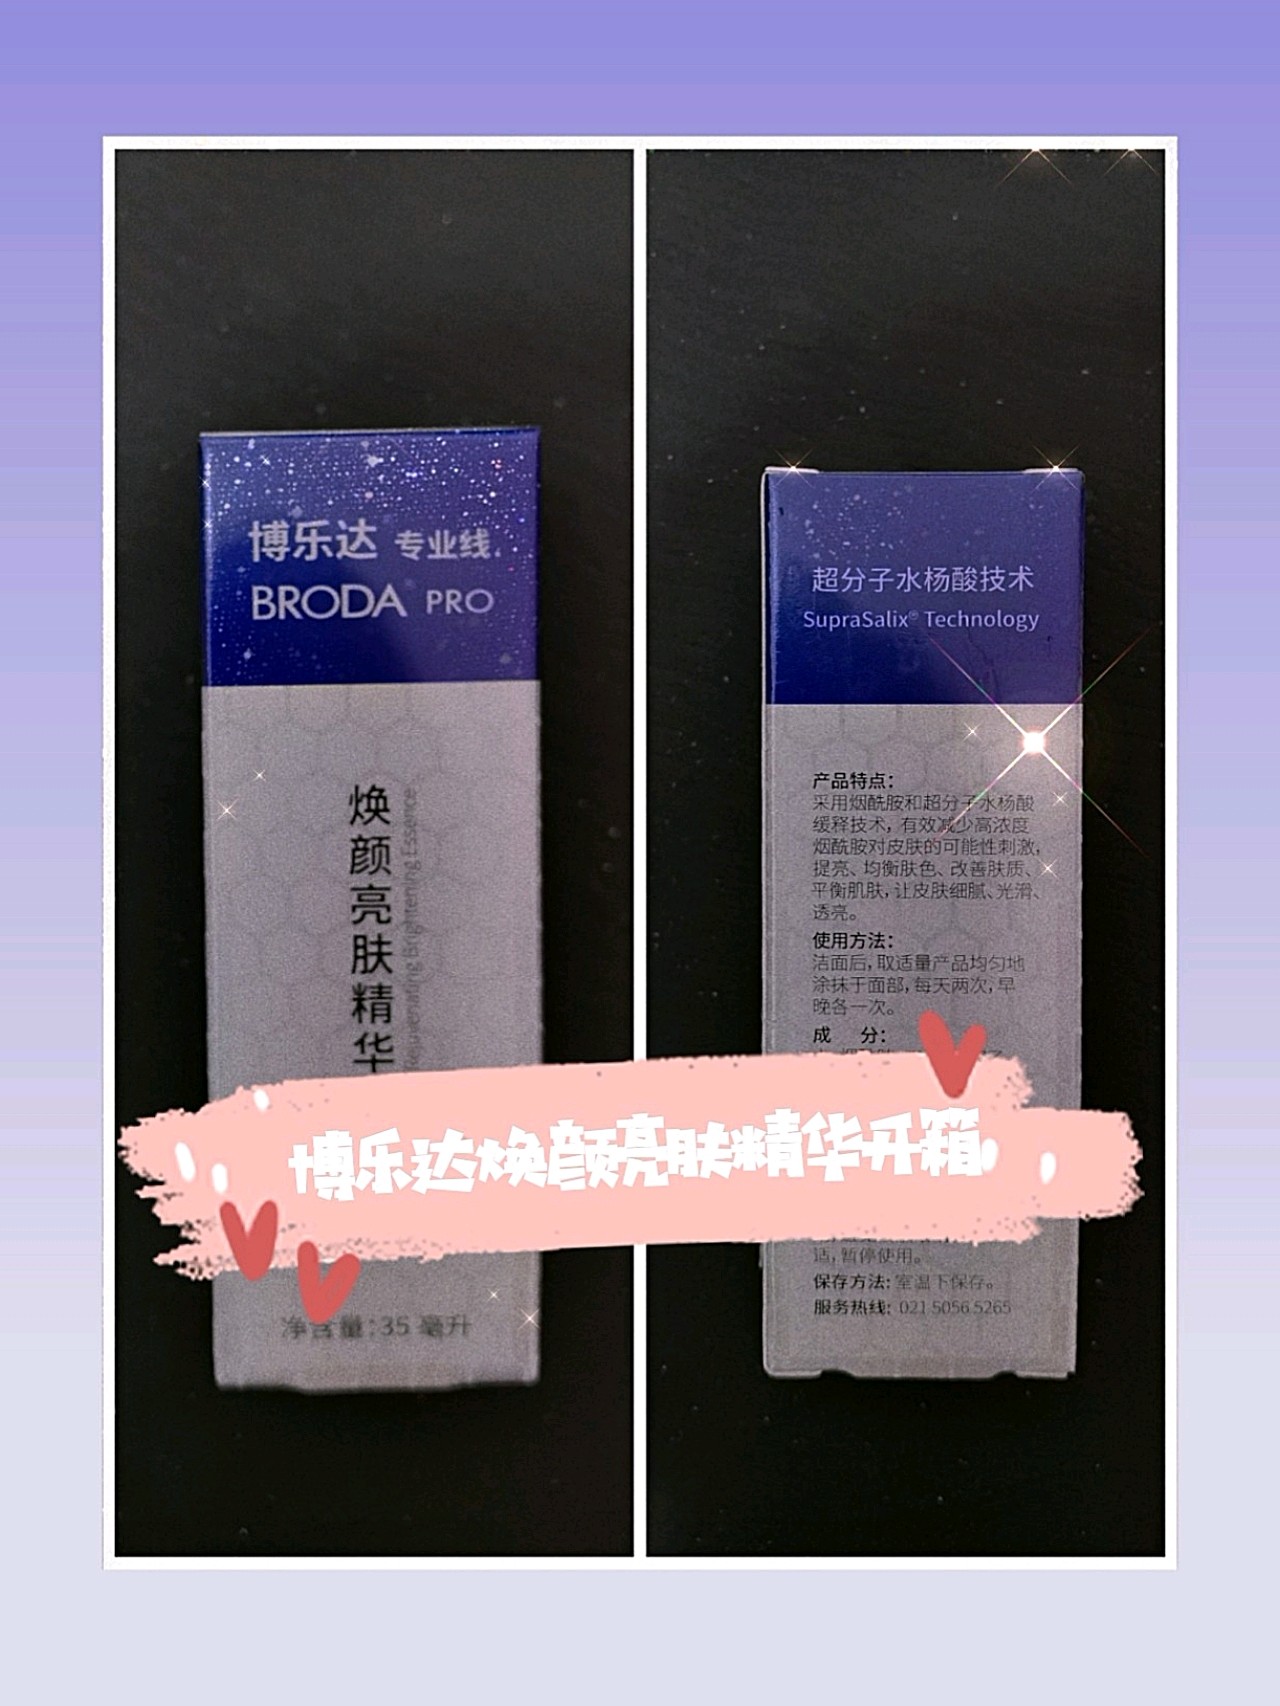 博乐达 专业线
BRODA PRO
焕颜亮肤精华
Rejuvenating Brightening Essence
净含量:35 毫升
超分子水杨酸技术
SupraSalix® Technology
产品特点：
采用烟酰胺和超分子水杨酸
缓释技术，有效减少高浓度
烟酰胺对皮肤的可能性刺激，
提亮、均衡肤色、改善肤质、
平衡肌肤，让皮肤细腻、光滑、
透亮。
使用方法：
洁面后，取适量产品均匀地
涂抹于面部，每天两次，早
晚各一次。
成 分：
博乐达焕颜亮肤精华开箱
适，暂停使用。
保存方法: 室温下保存。
服务热线: 021 5056 5265